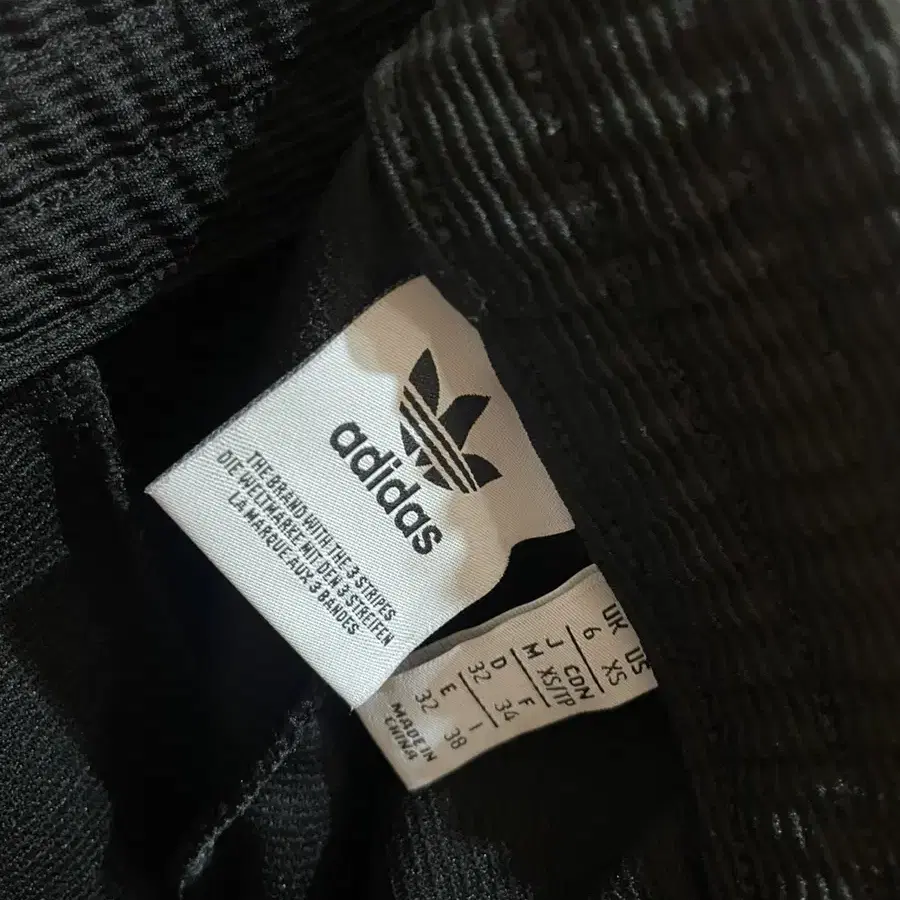 adidas
THE BRAND WITH THE 3 STRIPES
DIE WELTMARKE MIT DEN 3 STREIFEN
LA MARQUE AUX 3 BANDES
UK US
6 XS
J CDN
M XS/TP
D F
32 34
E I
32 38
MADE IN
CHINA